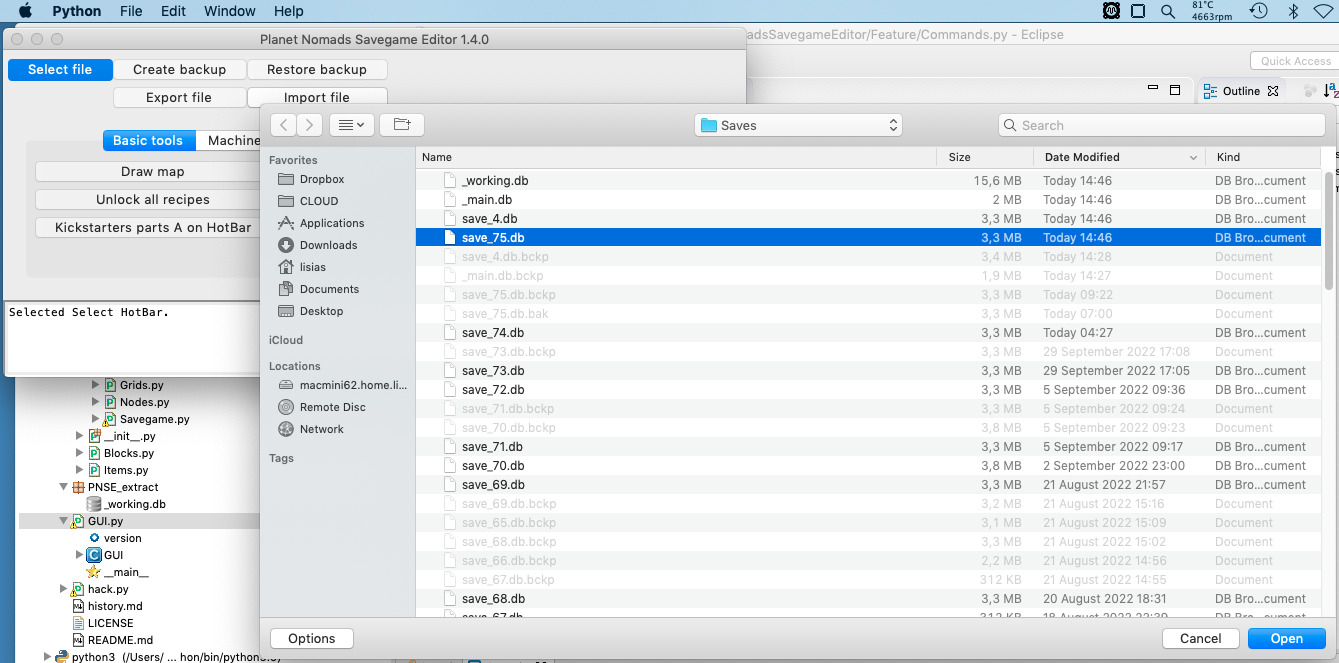 Python File Edit Window Help 81°C 4663rpm
Planet Nomads Savegame Editor 1.4.0
adsSavegameEditor/Feature/Commands.py - Eclipse
Select file Create backup Restore backup
Quick Access
Export file Import file
Outline
Basic tools Machine
Draw map
Unlock all recipes
Kickstarters parts A on HotBar
Selected Select HotBar.
Grids.py
Nodes.py
Savegame.py
__init__.py
Blocks.py
Items.py
PNSE_extract
_working.db
GUI.py
version
GUI
__main__
hack.py
history.md
LICENSE
README.md
python3 (/Users/ ... hon/bin/python3.3)
Saves
Search
Favorites
Dropbox
CLOUD
Applications
Downloads
lisias
Documents
Desktop
iCloud
Locations
macmini62.home.li...
Remote Disc
Network
Tags
Name Size Date Modified Kind
_working.db 15,6 MB Today 14:46 DB Bro...cument
_main.db 2 MB Today 14:46 DB Bro...cument
save_4.db 3,3 MB Today 14:46 DB Bro...cument
save_75.db 3,3 MB Today 14:46 DB Bro...cument
save_4.db.bckp 3,4 MB Today 14:28 Document
_main.db.bckp 1,9 MB Today 14:27 Document
save_75.db.bckp 3,3 MB Today 09:22 Document
save_75.db.bak 3,3 MB Today 07:00 Document
save_74.db 3,3 MB Today 04:27 DB Bro...cument
save_73.db.bckp 3,3 MB 29 September 2022 17:08 Document
save_73.db 3,3 MB 29 September 2022 17:05 DB Bro...cument
save_72.db 3,3 MB 5 September 2022 09:36 DB Bro...cument
save_71.db.bckp 3,3 MB 5 September 2022 09:24 Document
save_70.db.bckp 3,8 MB 5 September 2022 09:23 Document
save_71.db 3,3 MB 5 September 2022 09:17 DB Bro...cument
save_70.db 3,8 MB 2 September 2022 23:00 DB Bro...cument
save_69.db 3,3 MB 21 August 2022 21:57 DB Bro...cument
save_69.db.bckp 3,2 MB 21 August 2022 15:16 Document
save_65.db.bckp 3,1 MB 21 August 2022 15:09 Document
save_68.db.bckp 3,3 MB 21 August 2022 15:02 Document
save_66.db.bckp 2,2 MB 21 August 2022 14:56 Document
save_67.db.bckp 312 KB 21 August 2022 14:55 Document
save_68.db 3,3 MB 20 August 2022 18:31 DB Bro...cument
save_67.db 312 KB 18 August 2022 22:39 DB Bro...cument
Options Cancel Open